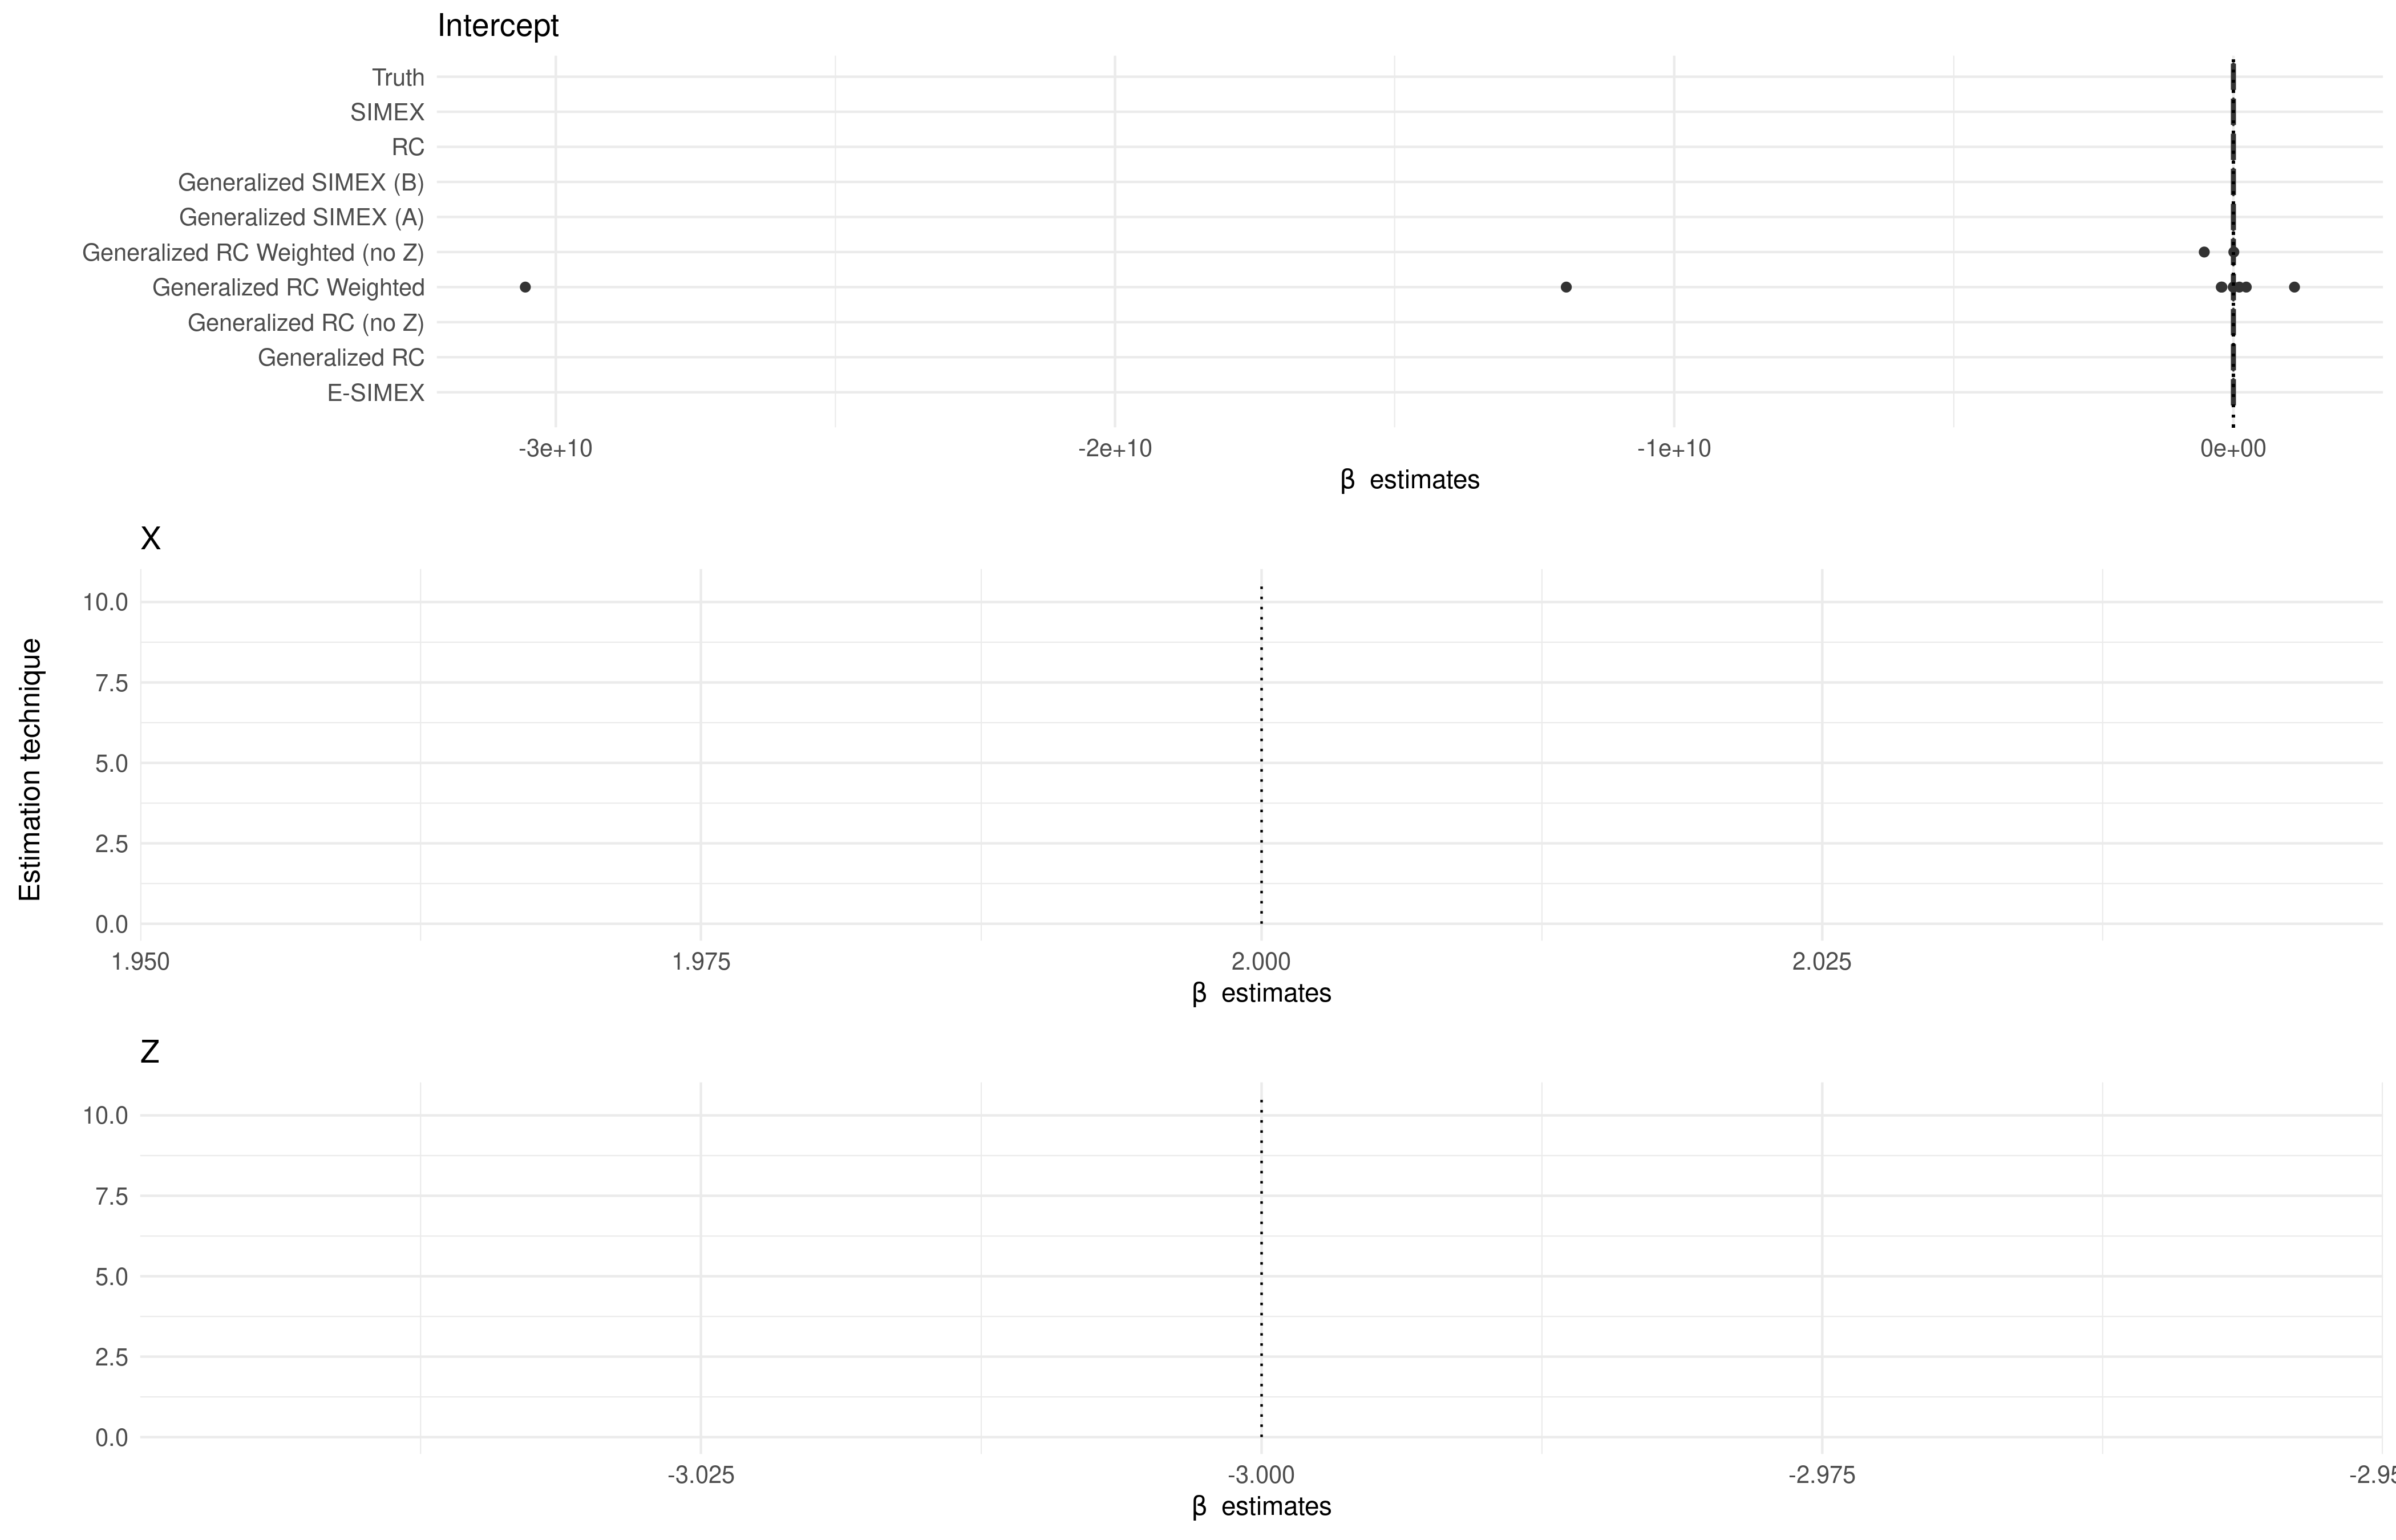 Intercept
Truth
SIMEX
RC
Generalized SIMEX (B)
Generalized SIMEX (A)
Generalized RC Weighted (no Z)
Generalized RC Weighted
Generalized RC (no Z)
Generalized RC
E-SIMEX
-3e+10 -2e+10 -1e+10 0e+00
β estimates
X
Estimation technique
10.0
7.5
5.0
2.5
0.0
1.950 1.975 2.000 2.025
β estimates
Z
10.0
7.5
5.0
2.5
0.0
-3.025 -3.000 -2.975 -2.95
β estimates